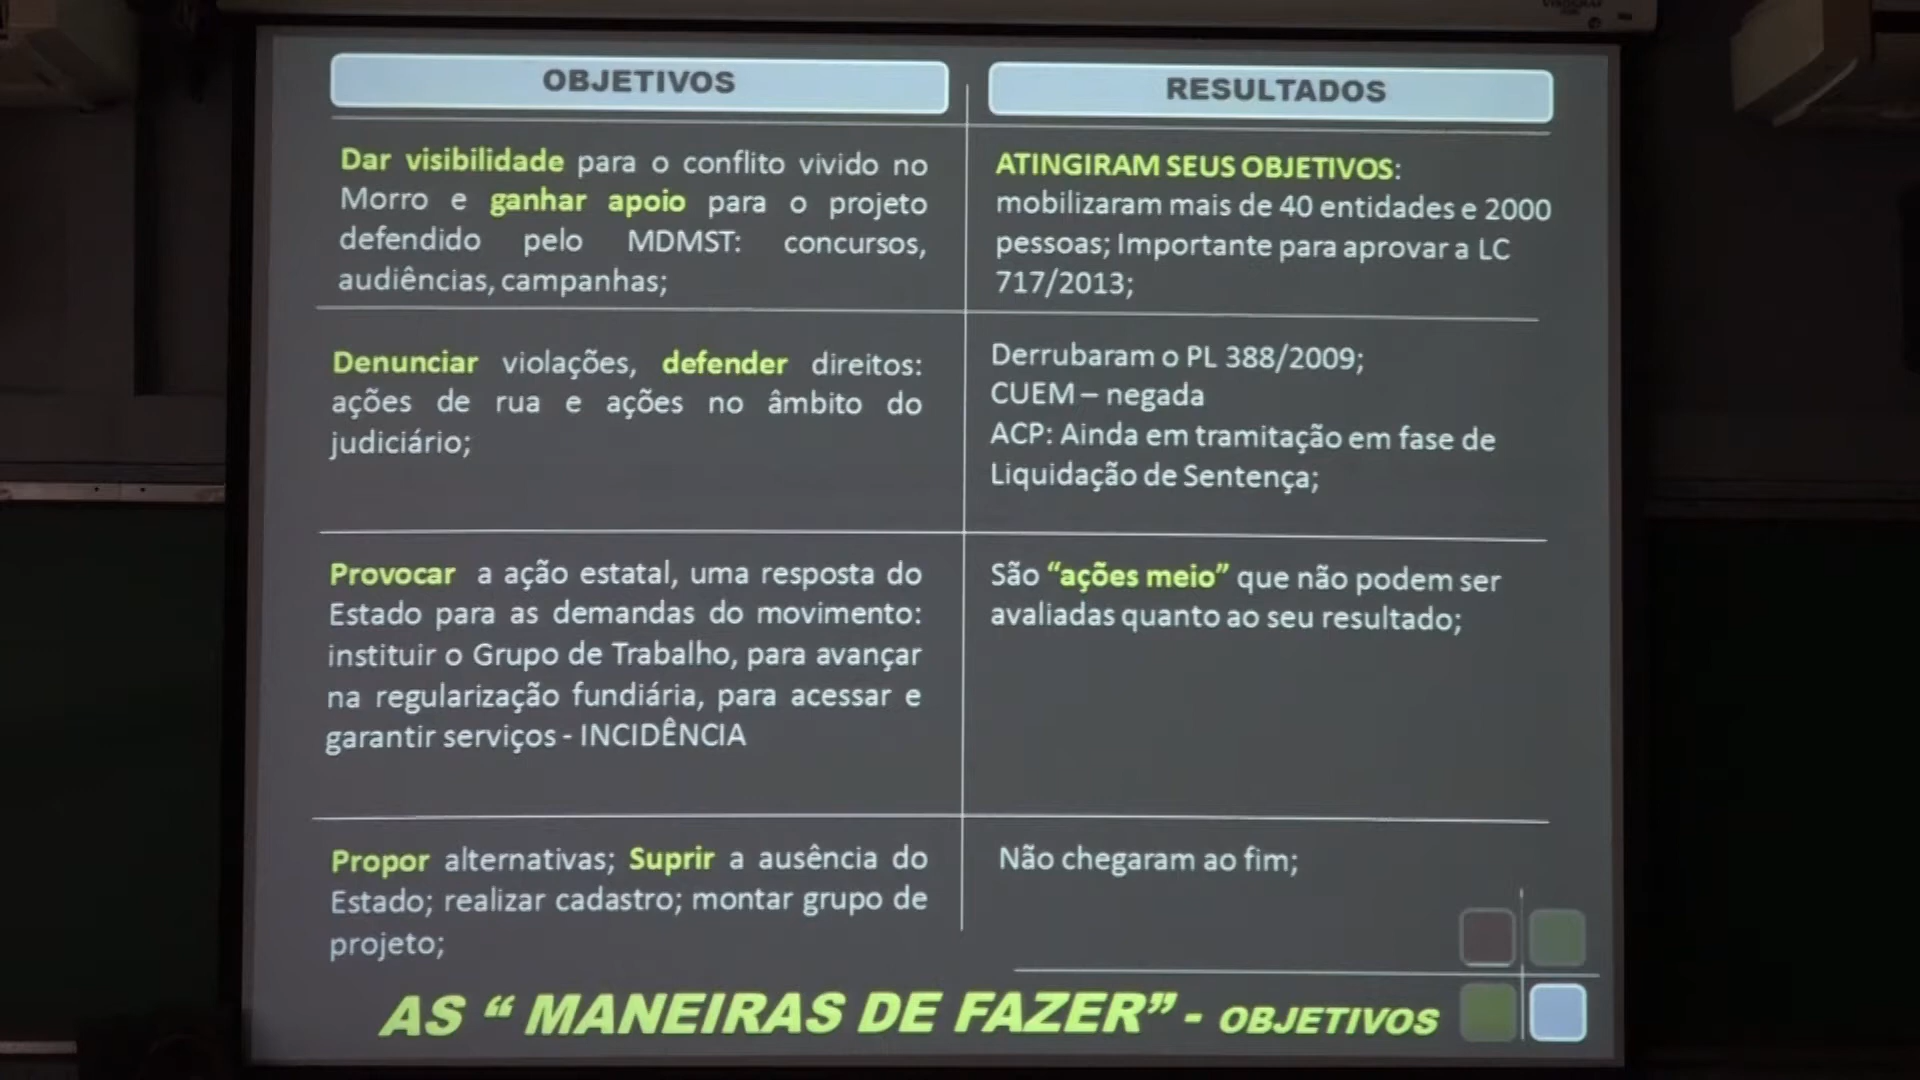 OBJETIVOS
RESULTADOS
Dar visibilidade para o conflito vivido no
Morro e ganhar apoio para o projeto
defendido pelo MDMST: concursos,
audiências, campanhas;
ATINGIRAM SEUS OBJETIVOS:
mobilizaram mais de 40 entidades e 2000
pessoas; Importante para aprovar a LC
717/2013;
Denunciar violações, defender direitos:
ações de rua e ações no âmbito do
judiciário;
Derrubaram o PL 388/2009;
CUEM – negada
ACP: Ainda em tramitação em fase de
Liquidação de Sentença;
Provocar a ação estatal, uma resposta do
Estado para as demandas do movimento:
instituir o Grupo de Trabalho, para avançar
na regularização fundiária, para acessar e
garantir serviços - INCIDÊNCIA
São “ações meio” que não podem ser
avaliadas quanto ao seu resultado;
Propor alternativas; Suprir a ausência do
Estado; realizar cadastro; montar grupo de
projeto;
Não chegaram ao fim;
AS “ MANEIRAS DE FAZER” - OBJETIVOS